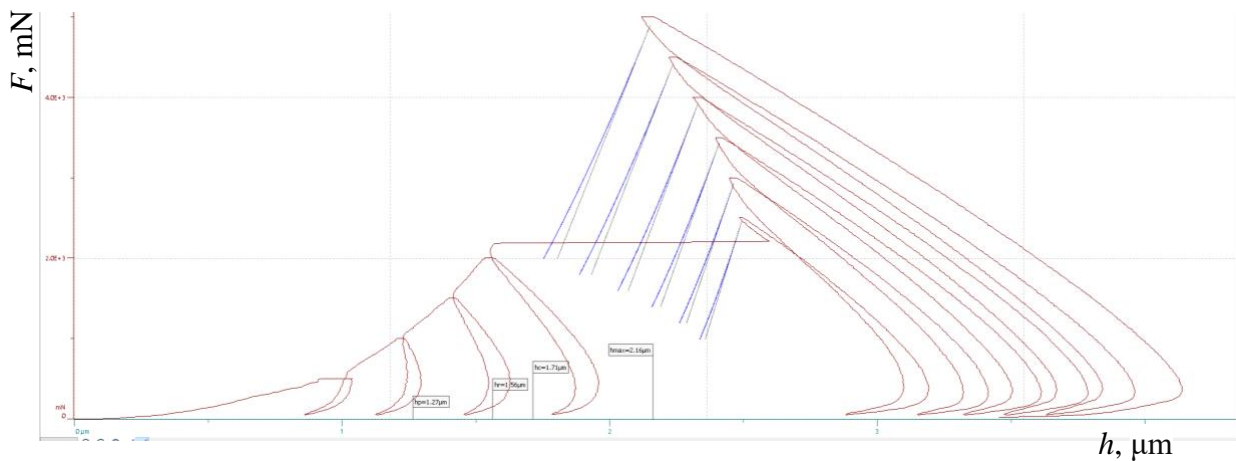 F, mN
4.0E+3
2.0E+3
mN
0
0 µm
1
2
3
hp=1.27µm
hr=1.56µm
hc=1.71µm
hmax=2.16µm
h, µm